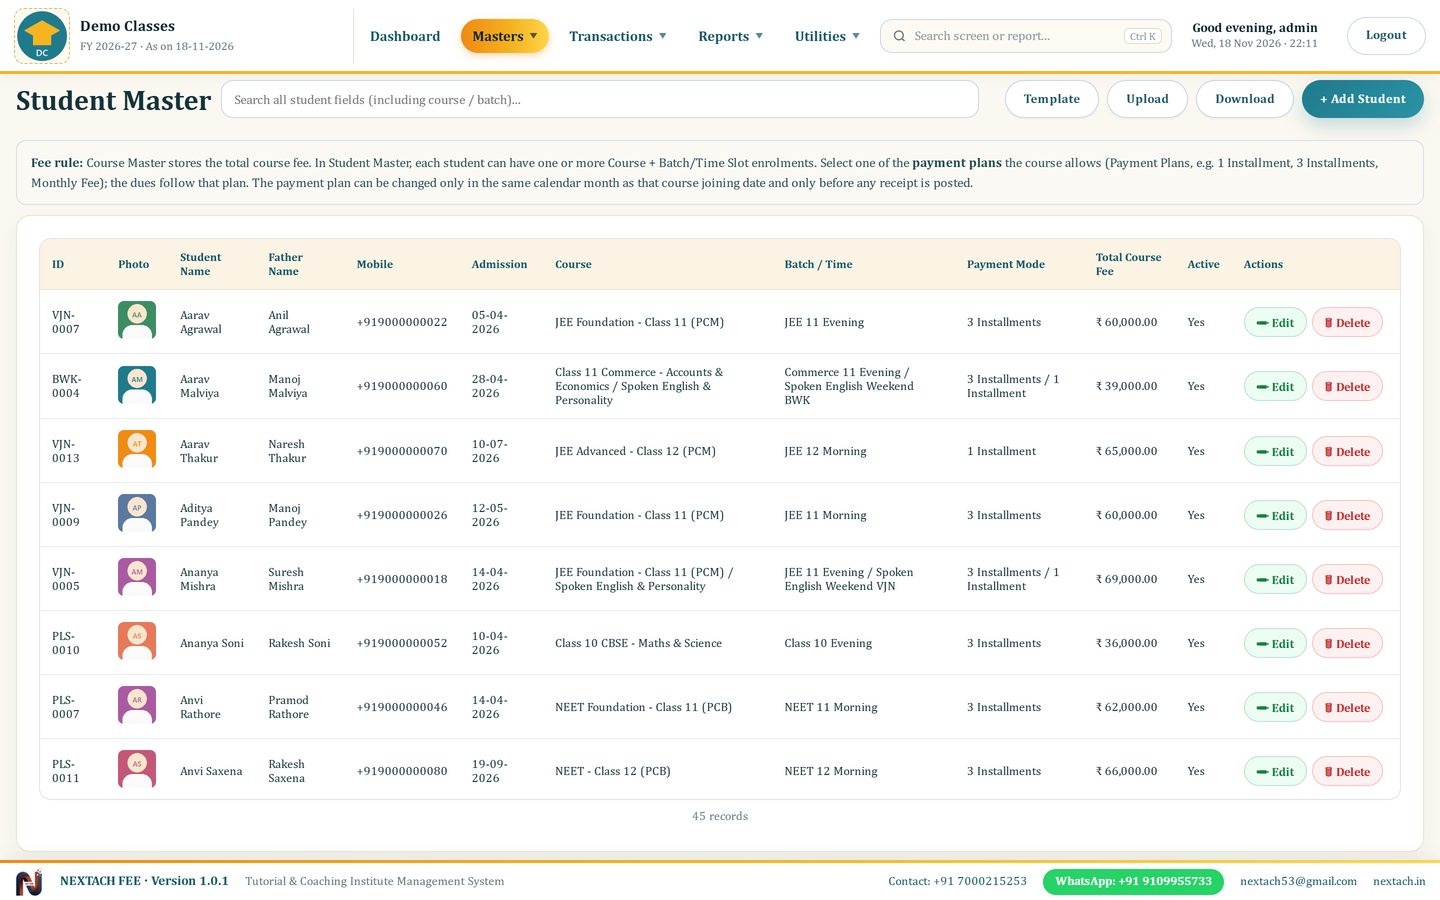 DC
Demo Classes
FY 2026-27 · As on 18-11-2026
Dashboard
Masters ▼
Transactions ▼
Reports ▼
Utilities ▼
Search screen or report...
Ctrl K
Good evening, admin
Wed, 18 Nov 2026 · 22:11
Logout
Student Master
Search all student fields (including course / batch)...
Template
Upload
Download
+ Add Student
Fee rule: Course Master stores the total course fee. In Student Master, each student can have one or more Course + Batch/Time Slot enrolments. Select one of the payment plans the course allows (Payment Plans, e.g. 1 Installment, 3 Installments,
Monthly Fee); the dues follow that plan. The payment plan can be changed only in the same calendar month as that course joining date and only before any receipt is posted.
ID
Photo
Student
Name
Father
Name
Mobile
Admission
Course
Batch / Time
Payment Mode
Total Course
Fee
Active
Actions
VJN-
0007
AA
Aarav
Agrawal
Anil
Agrawal
+919000000022
05-04-
2026
JEE Foundation - Class 11 (PCM)
JEE 11 Evening
3 Installments
₹ 60,000.00
Yes
Edit
Delete
BWK-
0004
AM
Aarav
Malviya
Manoj
Malviya
+919000000060
28-04-
2026
Class 11 Commerce - Accounts &
Economics / Spoken English &
Personality
Commerce 11 Evening /
Spoken English Weekend
BWK
3 Installments / 1
Installment
₹ 39,000.00
Yes
Edit
Delete
VJN-
0013
AT
Aarav
Thakur
Naresh
Thakur
+919000000070
10-07-
2026
JEE Advanced - Class 12 (PCM)
JEE 12 Morning
1 Installment
₹ 65,000.00
Yes
Edit
Delete
VJN-
0009
AP
Aditya
Pandey
Manoj
Pandey
+919000000026
12-05-
2026
JEE Foundation - Class 11 (PCM)
JEE 11 Morning
3 Installments
₹ 60,000.00
Yes
Edit
Delete
VJN-
0005
AM
Ananya
Mishra
Suresh
Mishra
+919000000018
14-04-
2026
JEE Foundation - Class 11 (PCM) /
Spoken English & Personality
JEE 11 Evening / Spoken
English Weekend VJN
3 Installments / 1
Installment
₹ 69,000.00
Yes
Edit
Delete
PLS-
0010
AS
Ananya Soni
Rakesh Soni
+919000000052
10-04-
2026
Class 10 CBSE - Maths & Science
Class 10 Evening
3 Installments
₹ 36,000.00
Yes
Edit
Delete
PLS-
0007
AR
Anvi
Rathore
Pramod
Rathore
+919000000046
14-04-
2026
NEET Foundation - Class 11 (PCB)
NEET 11 Morning
3 Installments
₹ 62,000.00
Yes
Edit
Delete
PLS-
0011
AS
Anvi Saxena
Rakesh
Saxena
+919000000080
19-09-
2026
NEET - Class 12 (PCB)
NEET 12 Morning
3 Installments
₹ 66,000.00
Yes
Edit
Delete
45 records
N
NEXTACH FEE · Version 1.0.1
Tutorial & Coaching Institute Management System
Contact: +91 7000215253
WhatsApp: +91 9109955733
nextach53@gmail.com
nextach.in